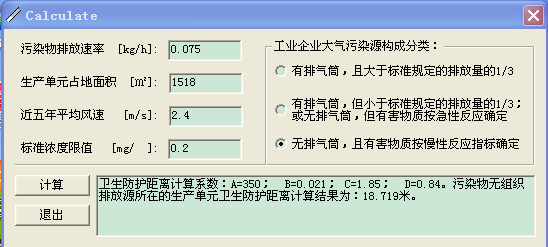 Calculate
污染物排放速率 [kg/h]: 0.075
生产单元占地面积 [㎡]: 1518
近五年平均风速 [m/s]: 2.4
标准浓度限值 [mg/ ]: 0.2
工业企业大气污染源构成分类:
有排气筒,且大于标准规定的排放量的1/3
有排气筒,但小于标准规定的排放量的1/3;
或无排气筒,但有害物质按急性反应确定
无排气筒,且有害物质按慢性反应指标确定
计算
退出
卫生防护距离计算系数:A=350; B=0.021; C=1.85; D=0.84。污染物无组织
排放源所在的生产单元卫生防护距离计算结果为:18.719米。